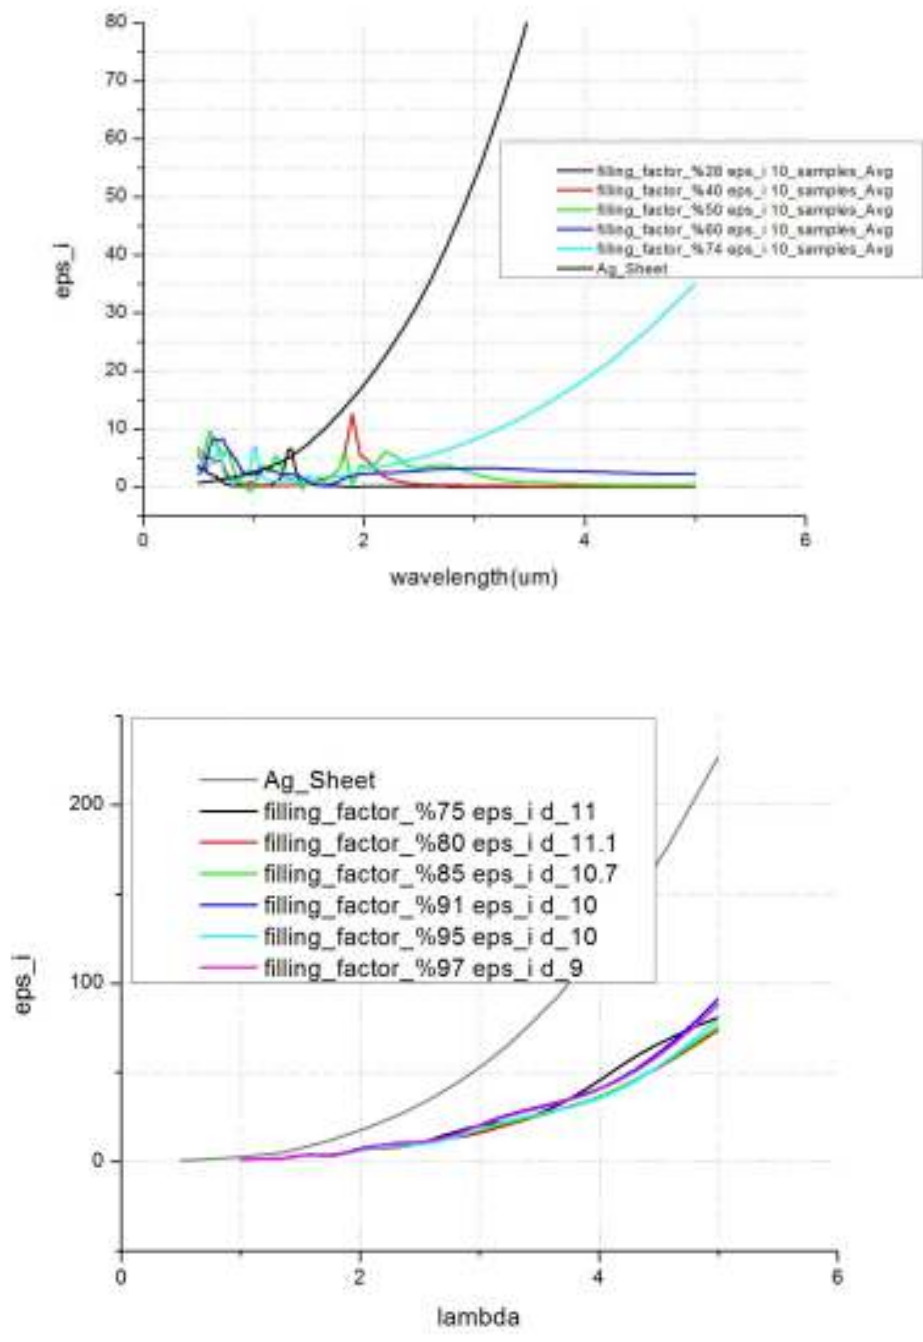 80
70
60
50
40
30
20
10
0
eps_i
filling_factor_%28 eps_i 10_samples_Avg
filling_factor_%40 eps_i 10_samples_Avg
filling_factor_%50 eps_i 10_samples_Avg
filling_factor_%60 eps_i 10_samples_Avg
filling_factor_%74 eps_i 10_samples_Avg
Ag_Sheet
0 2 4 6
wavelength(um)
200
100
0
eps_i
Ag_Sheet
filling_factor_%75 eps_i d_11
filling_factor_%80 eps_i d_11.1
filling_factor_%85 eps_i d_10.7
filling_factor_%91 eps_i d_10
filling_factor_%95 eps_i d_10
filling_factor_%97 eps_i d_9
0 2 4 6
lambda